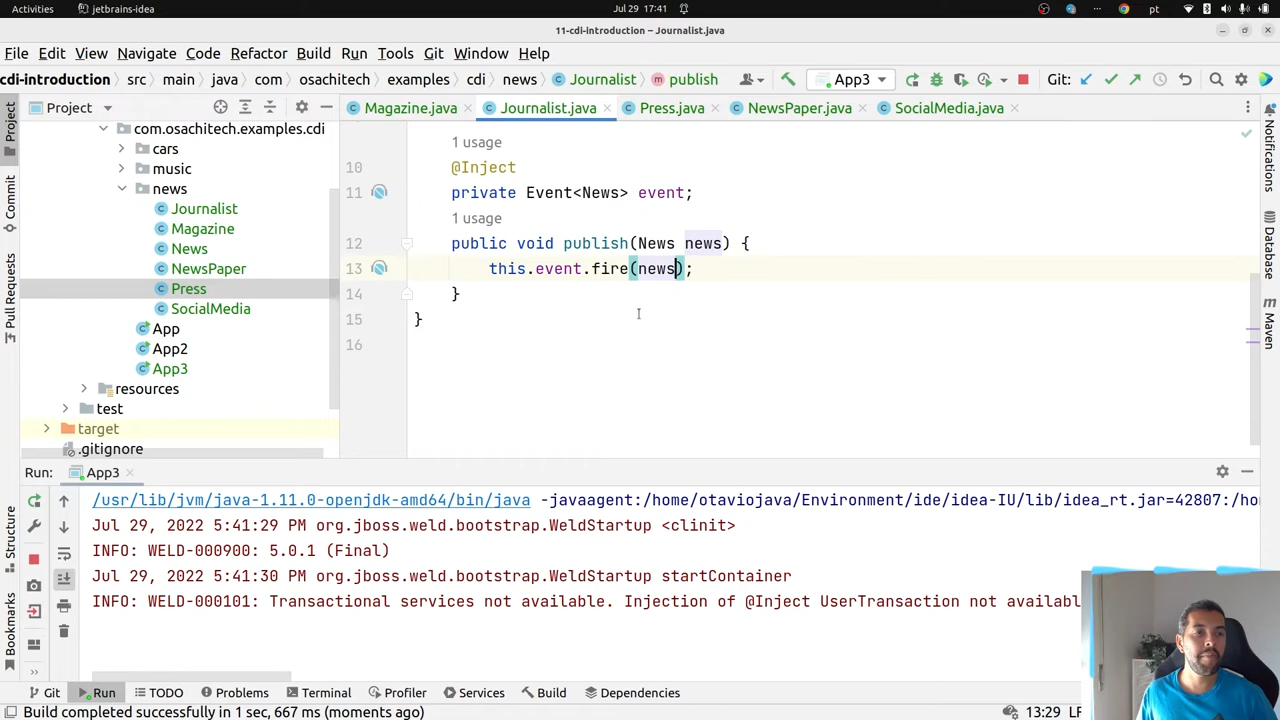 Activities
jetbrains-idea
Jul 29 17:41
pt
11-cdi-introduction – Journalist.java
File Edit View Navigate Code Refactor Build Run Tools Git Window Help
cdi-introduction src main java com osachitech examples cdi news Journalist publish
App3
Git:
Project
Magazine.java
Journalist.java
Press.java
NewsPaper.java
SocialMedia.java
com.osachitech.examples.cdi
cars
music
news
Journalist
Magazine
News
NewsPaper
Press
SocialMedia
App
App2
App3
resources
test
target
.gitignore
1 usage
10 @Inject
11 private Event<News> event;
1 usage
12 public void publish(News news) {
13 this.event.fire(news);
14 }
15 }
16
Project
Commit
Pull Requests
Structure
Bookmarks
Notifications
Database
Maven
Run: App3
/usr/lib/jvm/java-1.11.0-openjdk-amd64/bin/java -javaagent:/home/otaviojava/Environment/ide/idea-IU/lib/idea_rt.jar=42807:/ho
Jul 29, 2022 5:41:29 PM org.jboss.weld.bootstrap.WeldStartup <clinit>
INFO: WELD-000900: 5.0.1 (Final)
Jul 29, 2022 5:41:30 PM org.jboss.weld.bootstrap.WeldStartup startContainer
INFO: WELD-000101: Transactional services not available. Injection of @Inject UserTransaction not availabl
Git Run TODO Problems Terminal Profiler Services Build Dependencies
Build completed successfully in 1 sec, 667 ms (moments ago)
13:29 LF